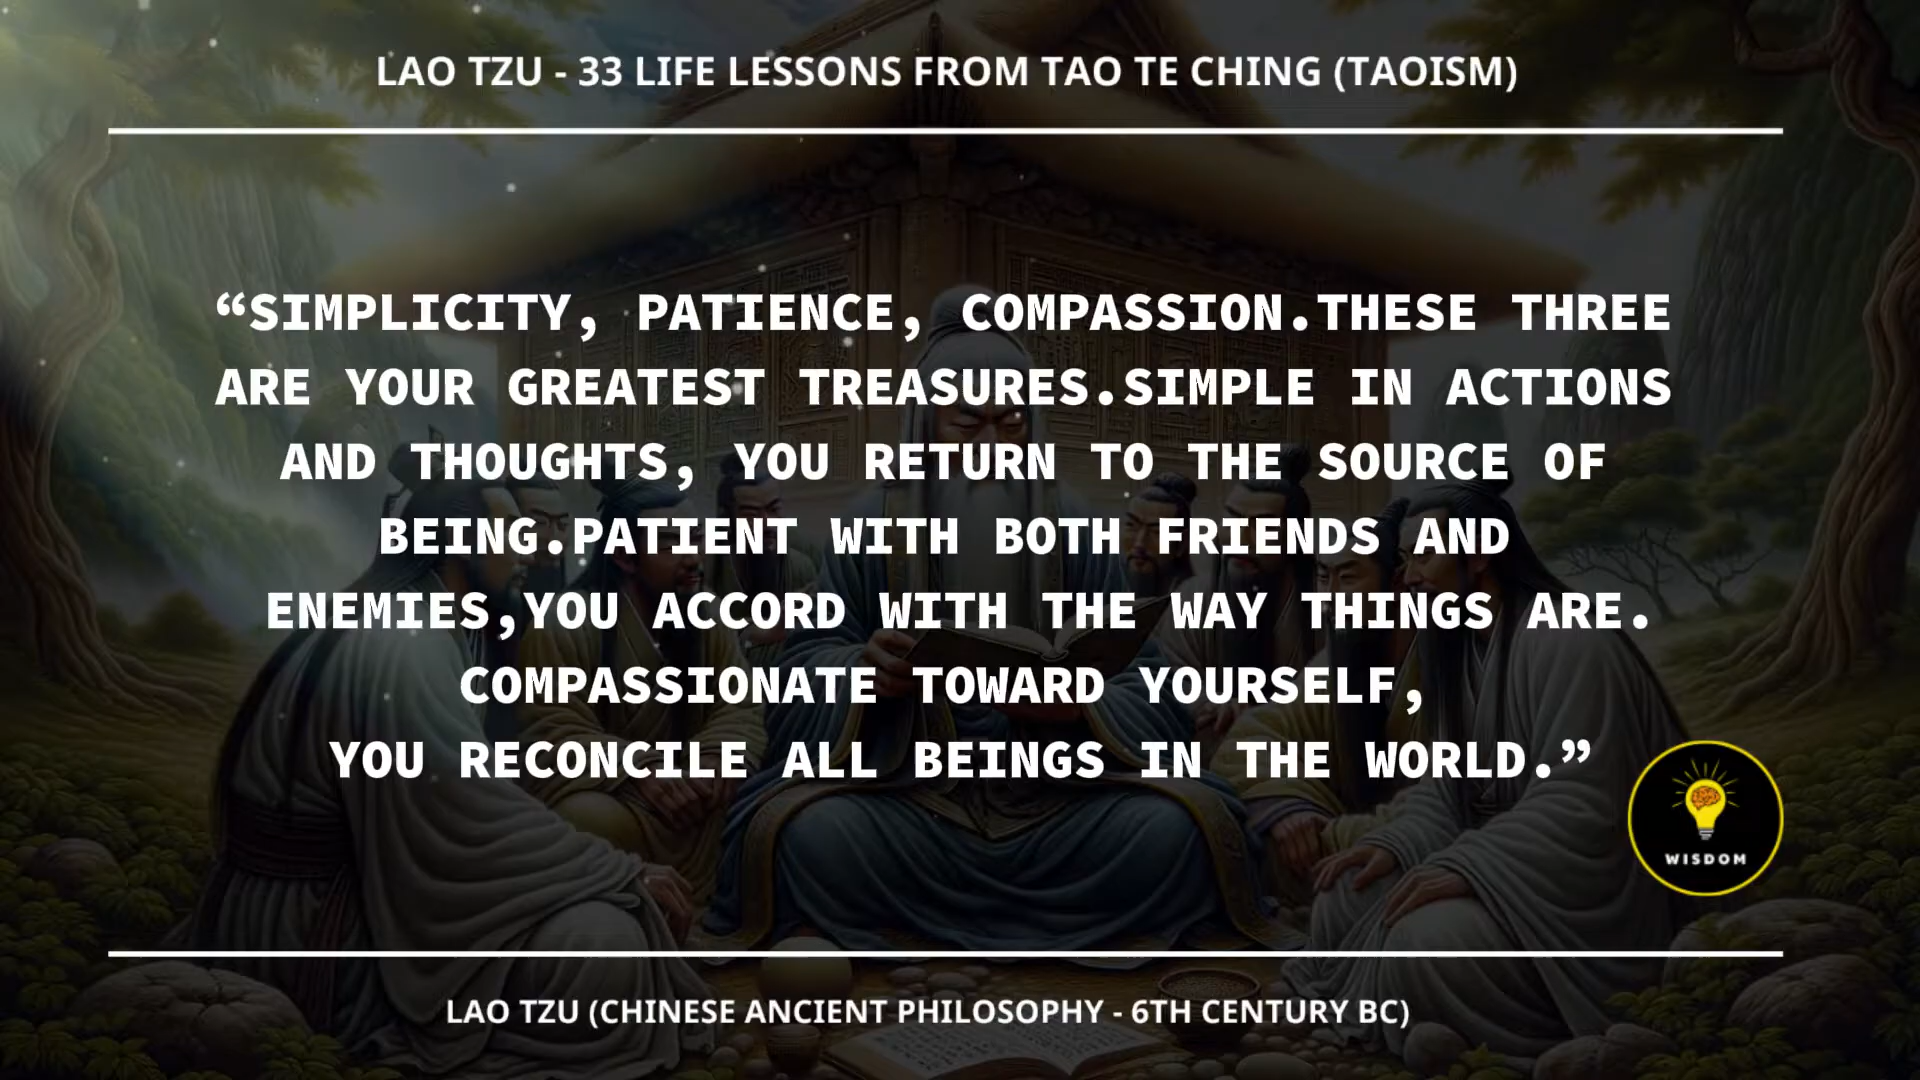 LAO TZU - 33 LIFE LESSONS FROM TAO TE CHING (TAOISM)
“SIMPLICITY, PATIENCE, COMPASSION.THESE THREE
ARE YOUR GREATEST TREASURES.SIMPLE IN ACTIONS
AND THOUGHTS, YOU RETURN TO THE SOURCE OF
BEING.PATIENT WITH BOTH FRIENDS AND
ENEMIES,YOU ACCORD WITH THE WAY THINGS ARE.
COMPASSIONATE TOWARD YOURSELF,
YOU RECONCILE ALL BEINGS IN THE WORLD.”
WISDOM
LAO TZU (CHINESE ANCIENT PHILOSOPHY - 6TH CENTURY BC)